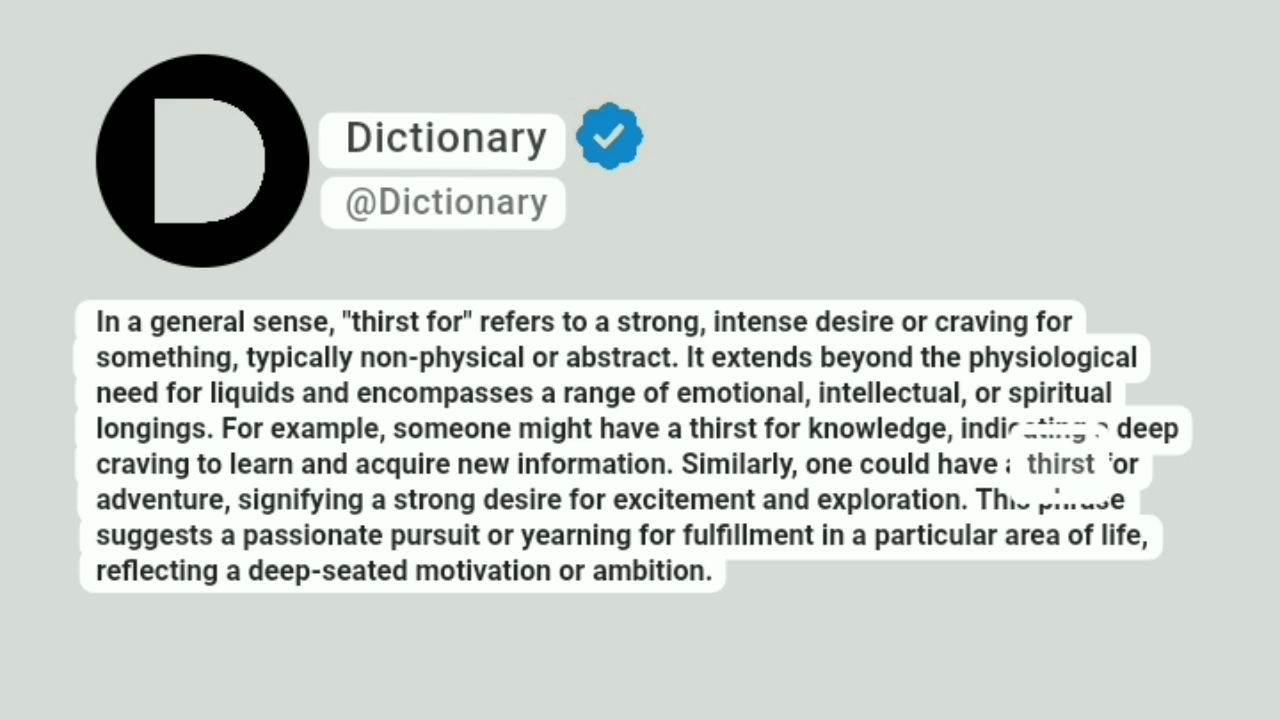 D
Dictionary
@Dictionary
In a general sense, "thirst for" refers to a strong, intense desire or craving for
something, typically non-physical or abstract. It extends beyond the physiological
need for liquids and encompasses a range of emotional, intellectual, or spiritual
longings. For example, someone might have a thirst for knowledge, indicating a deep
craving to learn and acquire new information. Similarly, one could have a thirst for
adventure, signifying a strong desire for excitement and exploration. This phrase
suggests a passionate pursuit or yearning for fulfillment in a particular area of life,
reflecting a deep-seated motivation or ambition.